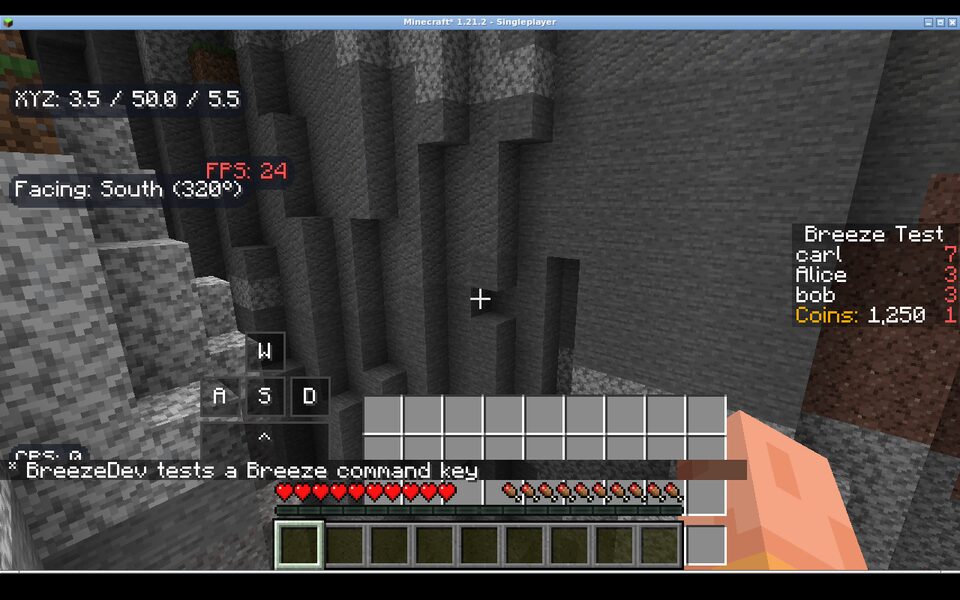 Minecraft* 1.21.2 - Singleplayer
XYZ: 3.5 / 50.0 / 5.5
FPS: 24
Facing: South (320°)
Breeze Test
carl 7
Alice 3
bob 3
Coins: 1,250 1
W
A S D
^
CPS: 0
* BreezeDev tests a Breeze command key